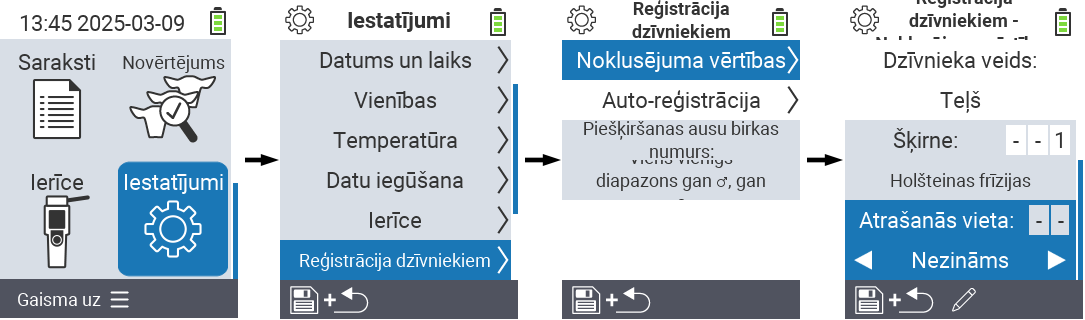 13:45 2025-03-09
Saraksti
Novērtējums
Ierīce
Iestatījumi
Gaisma uz
Iestatījumi
Datums un laiks
Vienības
Temperatūra
Datu iegūšana
Ierīce
Reģistrācija dzīvniekiem
Reģistrācija
dzīvniekiem
Noklusējuma vērtības
Auto-reģistrācija
Piešķiršanas ausu birkas
numurs:
viens vienīgs
diapazons gan ♂, gan
Reģistrācija
dzīvniekiem -
Dzīvnieka veids:
Teļš
Šķirne: - - 1
Holšteinas frīzijas
Atrašanās vieta: - -
Nezināms